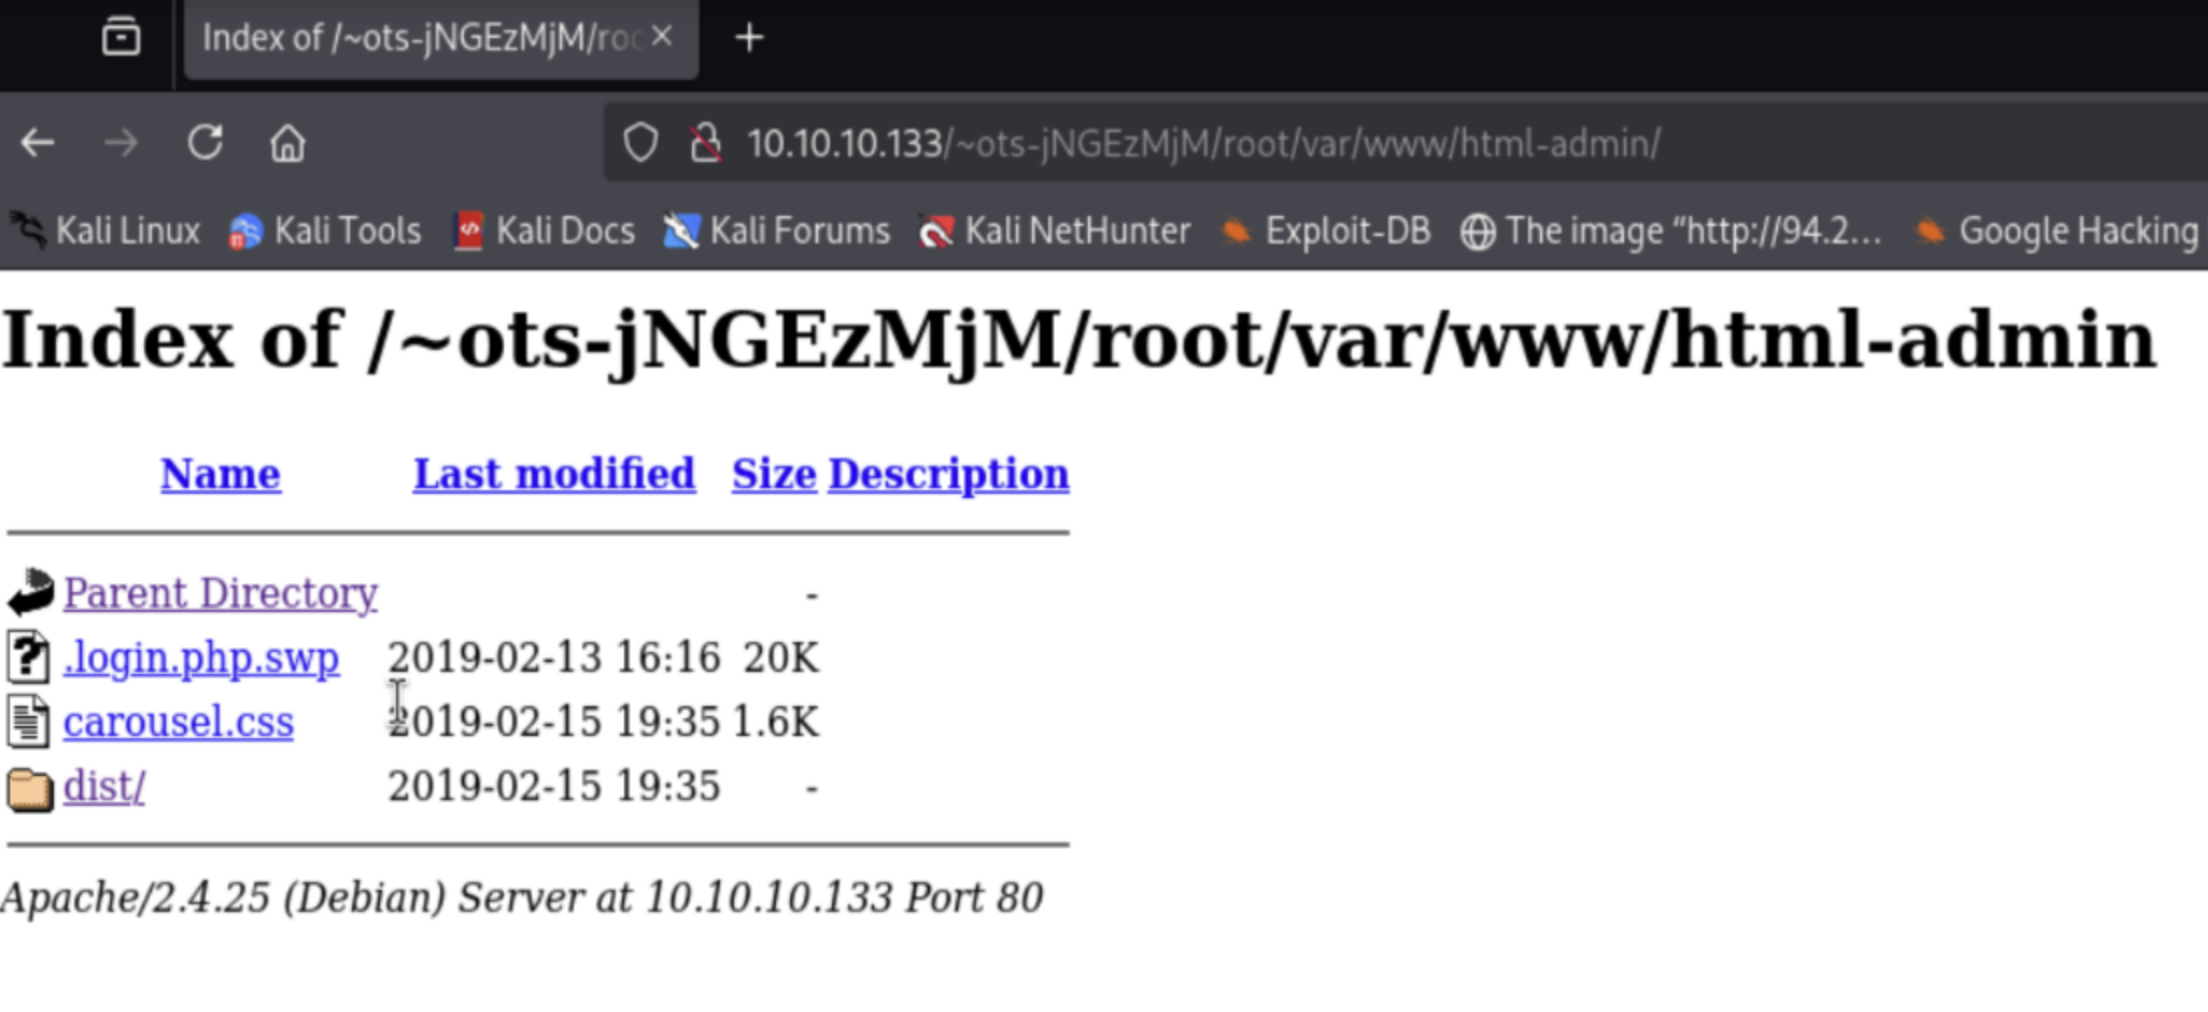 Index of /~ots-jNGEzMjM/roo
10.10.10.133/~ots-jNGEzMjM/root/var/www/html-admin/
Kali Linux Kali Tools Kali Docs Kali Forums Kali NetHunter Exploit-DB The image “http://94.2... Google Hacking
Index of /~ots-jNGEzMjM/root/var/www/html-admin
Name Last modified Size Description
Parent Directory -
.login.php.swp 2019-02-13 16:16 20K
carousel.css 2019-02-15 19:35 1.6K
dist/ 2019-02-15 19:35 -
Apache/2.4.25 (Debian) Server at 10.10.10.133 Port 80